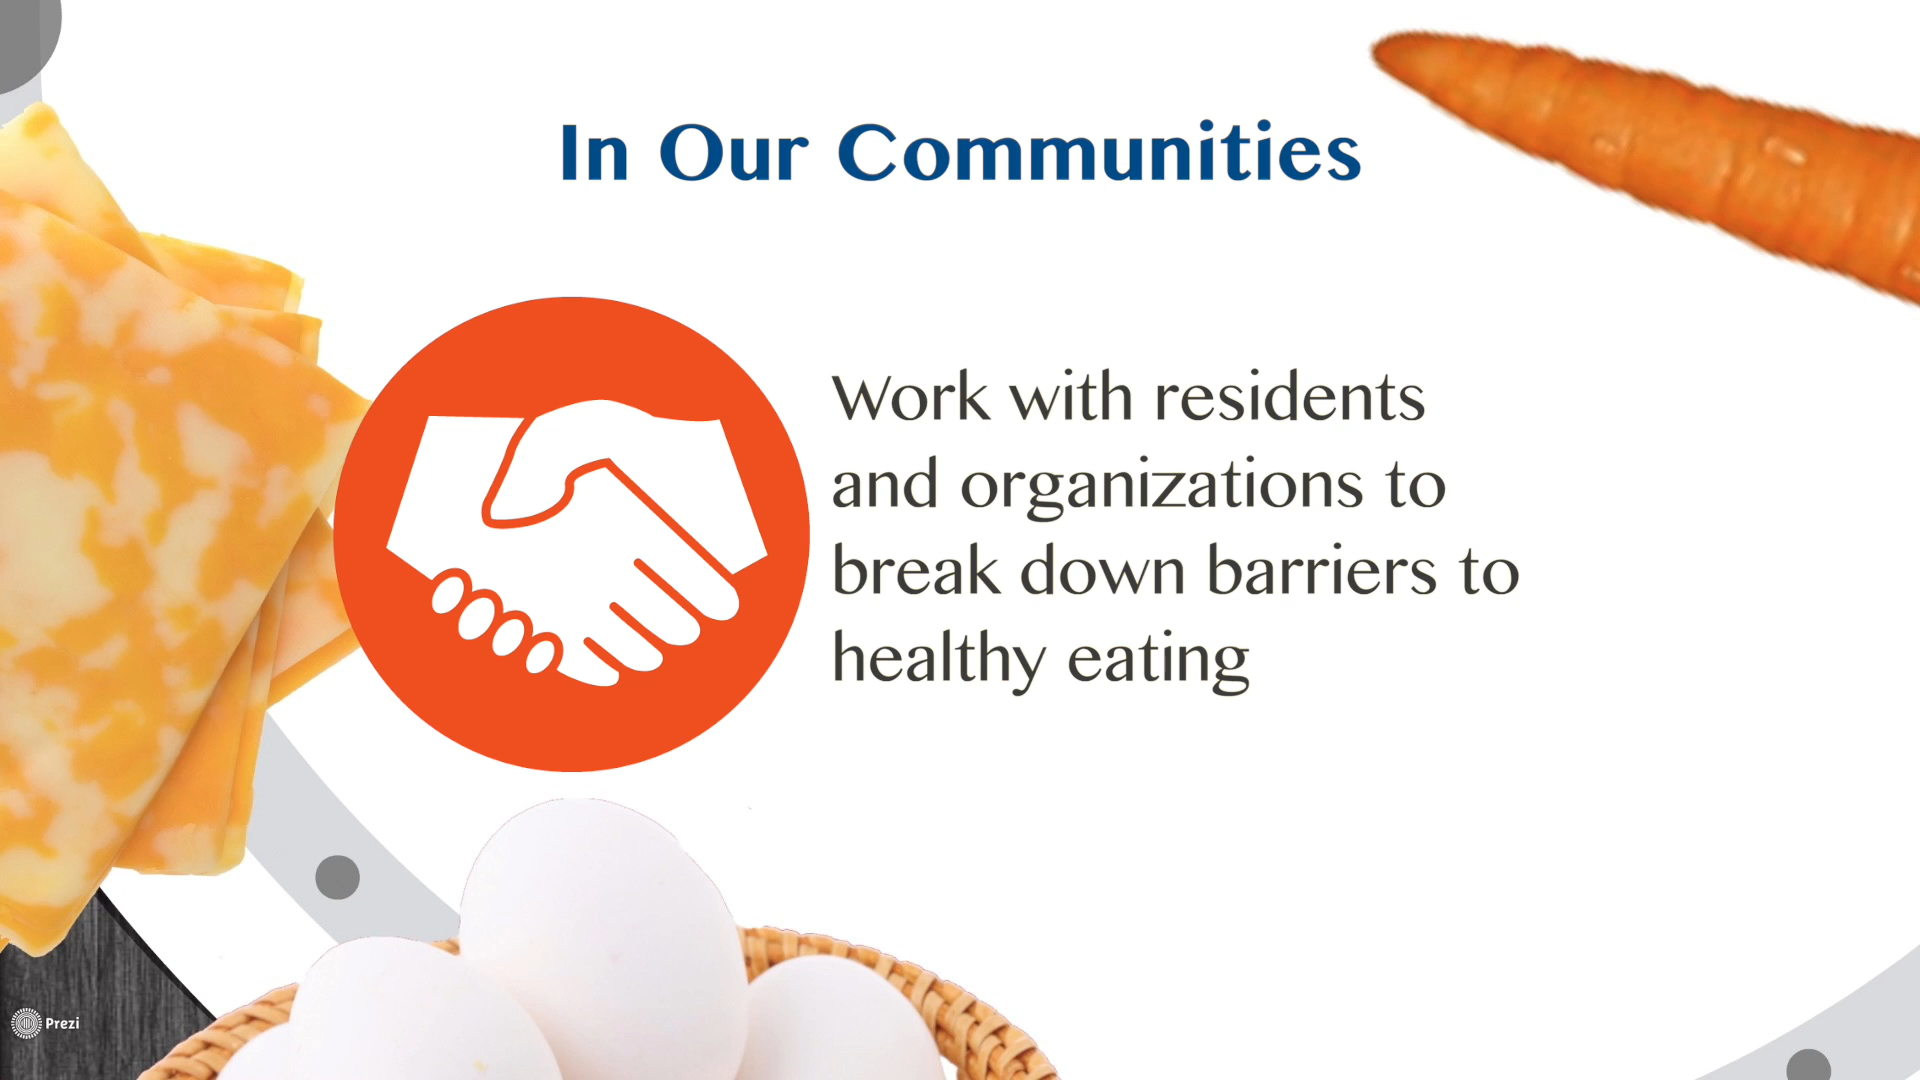 In Our Communities
Work with residents
and organizations to
break down barriers to
healthy eating
Prezi